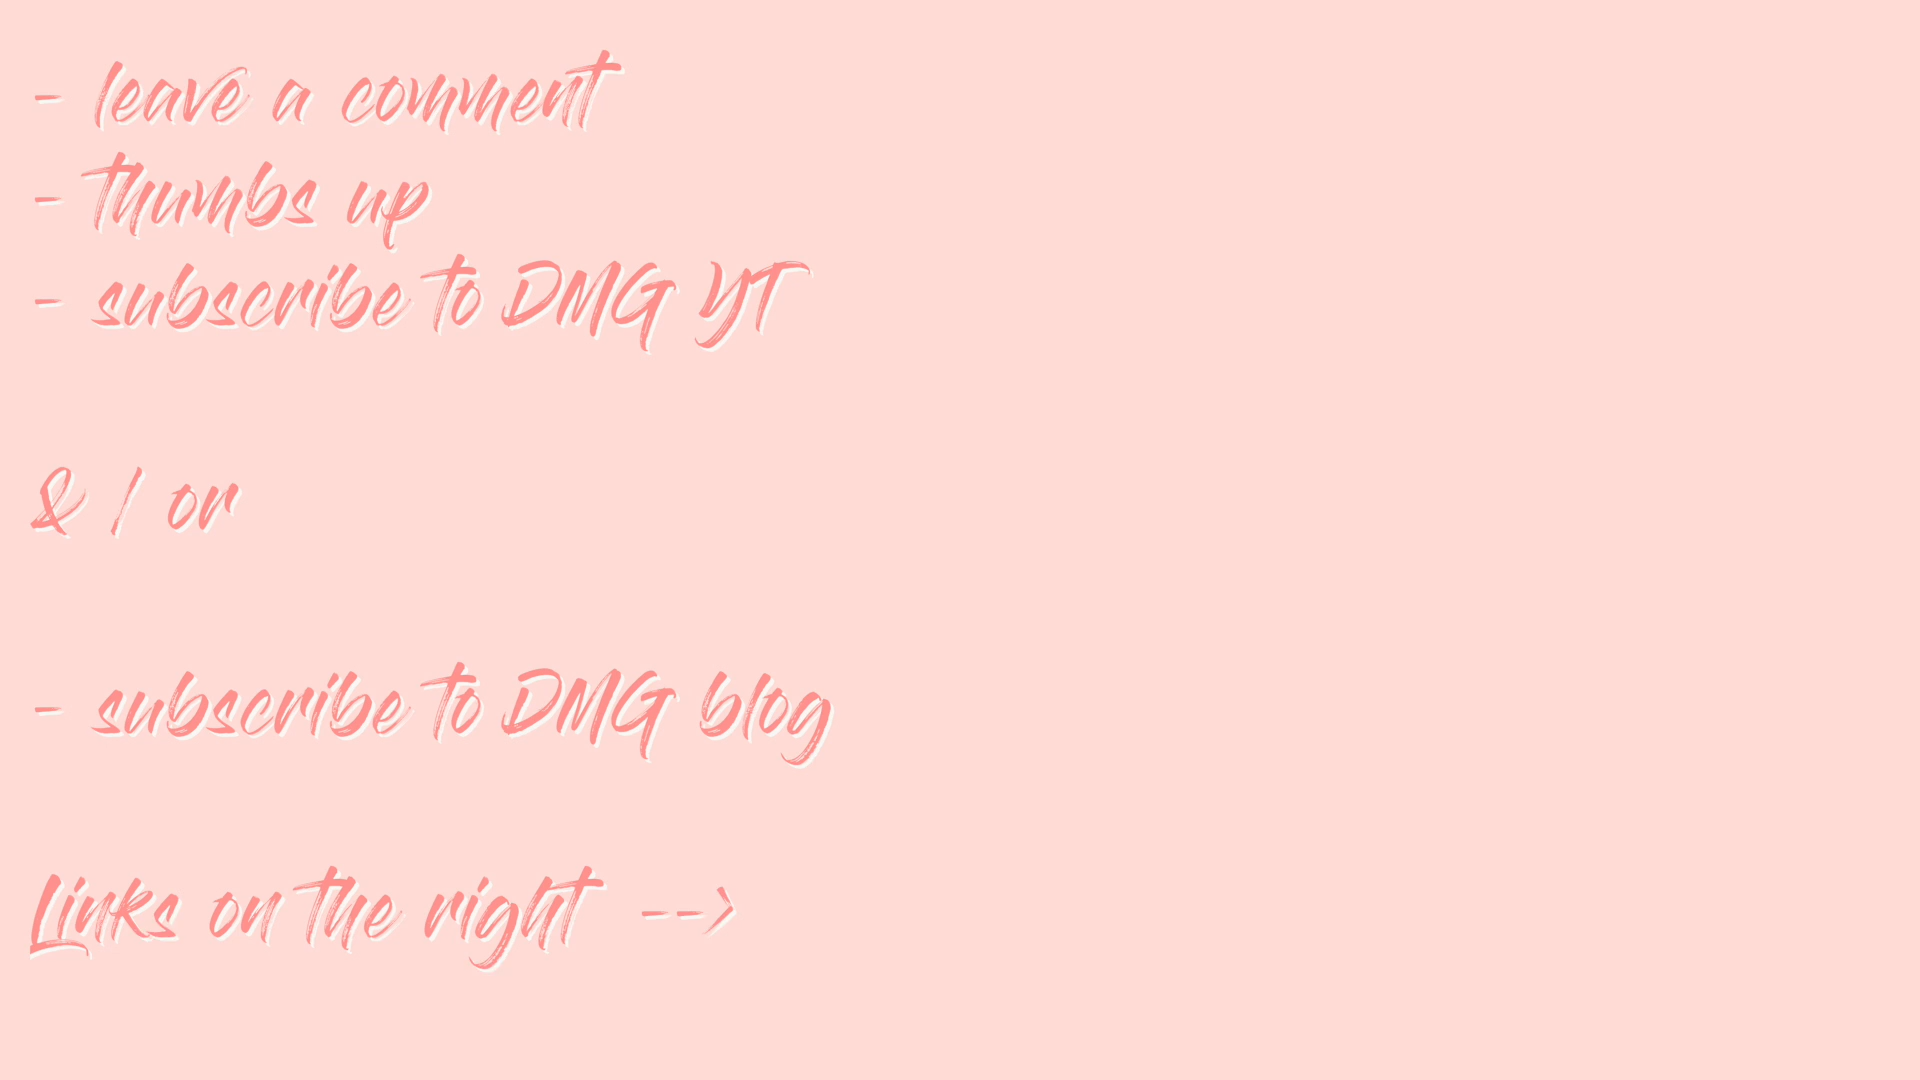 - leave a comment
- thumbs up
- subscribe to DMG YT
& / or
- subscribe to DMG blog
Links on the right -->